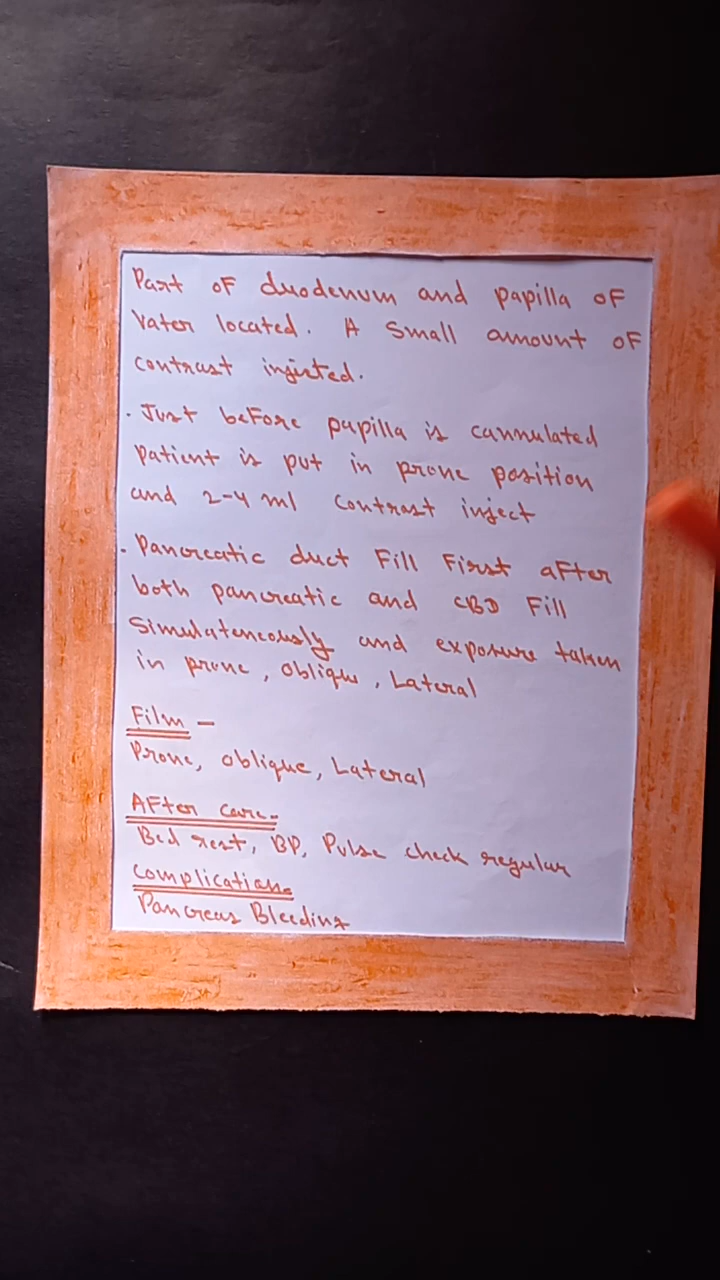 Part of duodenum and papilla of
Vater located. A small amount of
contrast injected.
. Just before papilla is cannulated
patient is put in prone position
and 2-4 ml contrast inject
. Pancreatic duct Fill First after
both pancreatic and CBD Fill
simulateneously and exposure taken
in prone, oblique, Lateral
Film -
Prone, oblique, Lateral
After care.
Bed rest, BP, Pulse check regular
Complication.
Pancreas Bleeding